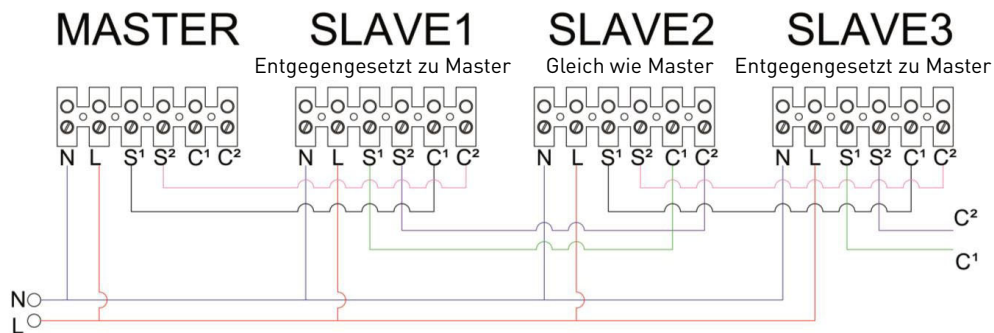 MASTER SLAVE1 SLAVE2 SLAVE3
Entgegengesetzt zu Master Gleich wie Master Entgegengesetzt zu Master
N L S¹ S² C¹ C² N L S¹ S² C¹ C² N L S¹ S² C¹ C² N L S¹ S² C¹ C²
C²
C¹
N
L